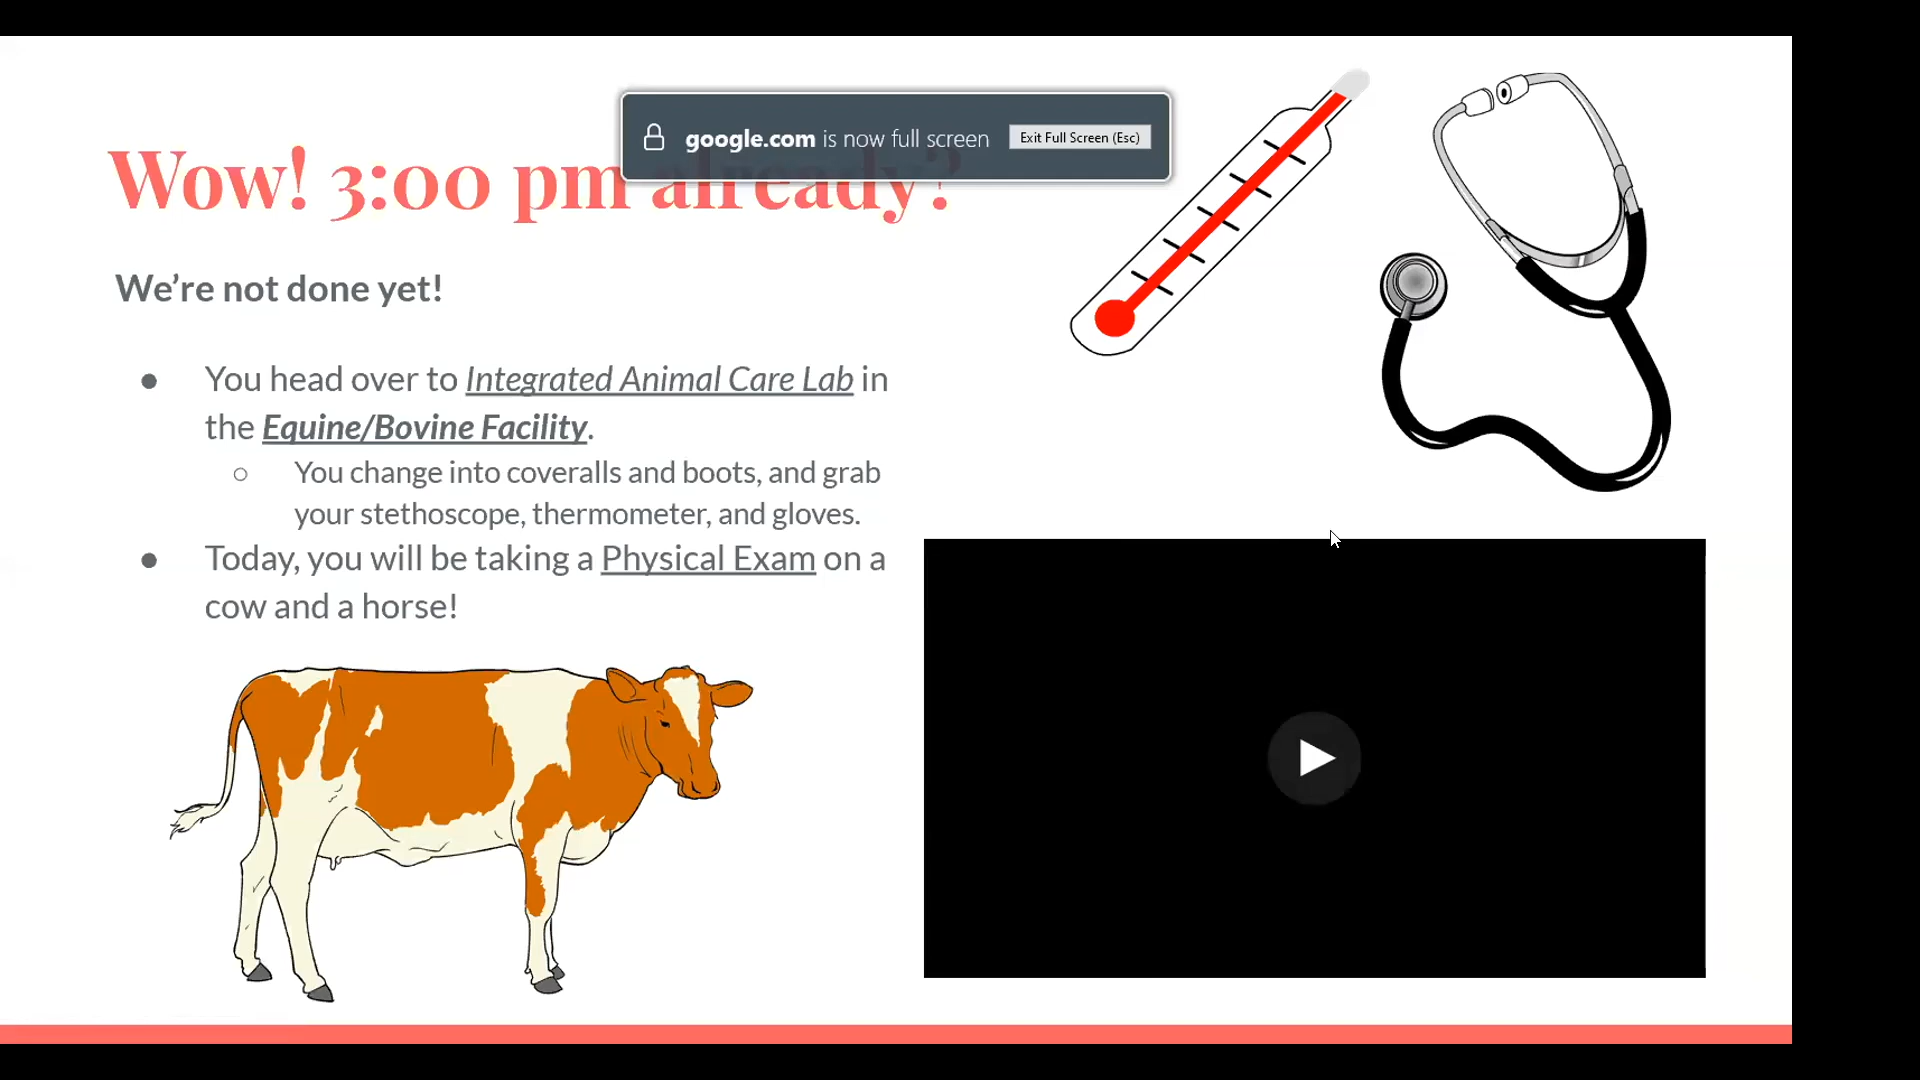 google.com is now full screen Exit Full Screen (Esc)
Wow! 3:00 pm already?
We’re not done yet!
● You head over to Integrated Animal Care Lab in
the Equine/Bovine Facility.
○ You change into coveralls and boots, and grab
your stethoscope, thermometer, and gloves.
● Today, you will be taking a Physical Exam on a
cow and a horse!